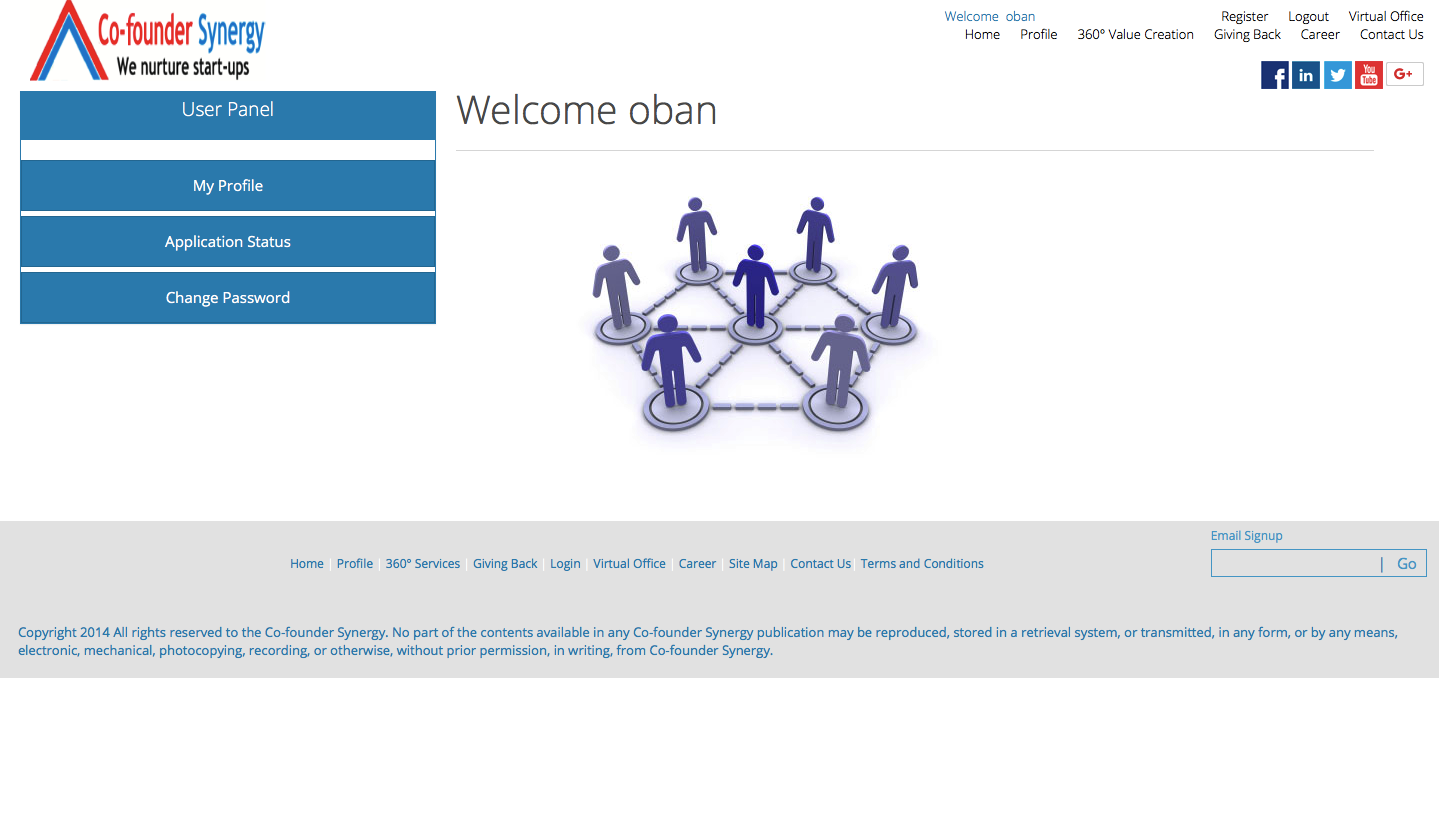 Co-founder Synergy
We nurture start-ups
Welcome oban
Register Logout Virtual Office
Home Profile 360° Value Creation Giving Back Career Contact Us
f in You Tube G+
User Panel
My Profile
Application Status
Change Password
Welcome oban
Email Signup
Home | Profile | 360° Services | Giving Back | Login | Virtual Office | Career | Site Map | Contact Us | Terms and Conditions
| Go
Copyright 2014 All rights reserved to the Co-founder Synergy. No part of the contents available in any Co-founder Synergy publication may be reproduced, stored in a retrieval system, or transmitted, in any form, or by any means,
electronic, mechanical, photocopying, recording, or otherwise, without prior permission, in writing, from Co-founder Synergy.